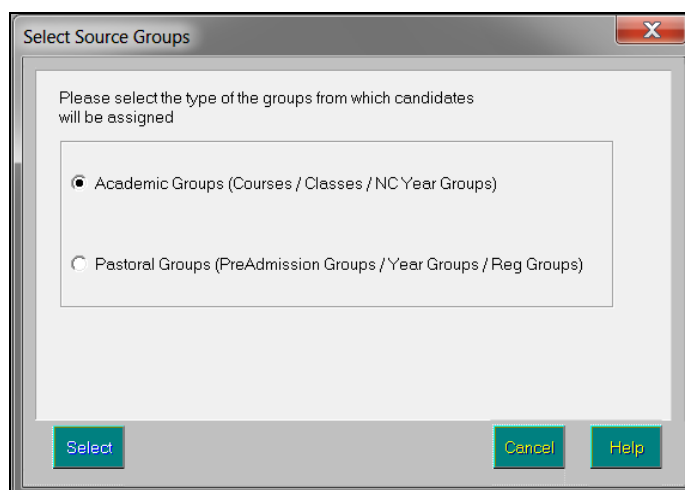 Select Source Groups
X
Please select the type of the groups from which candidates
will be assigned
Academic Groups (Courses / Classes / NC Year Groups)
Pastoral Groups (PreAdmission Groups / Year Groups / Reg Groups)
Select
Cancel
Help